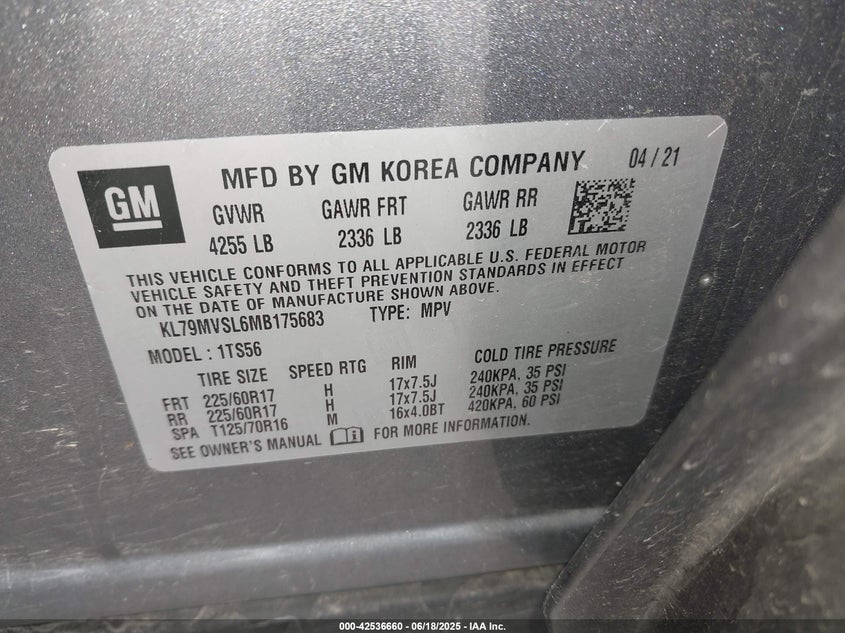 GM
MFD BY GM KOREA COMPANY 04 / 21
GVWR GAWR FRT GAWR RR
4255 LB 2336 LB 2336 LB
THIS VEHICLE CONFORMS TO ALL APPLICABLE U.S. FEDERAL MOTOR
VEHICLE SAFETY AND THEFT PREVENTION STANDARDS IN EFFECT
ON THE DATE OF MANUFACTURE SHOWN ABOVE.
KL79MVSL6MB175683 TYPE: MPV
MODEL : 1TS56
TIRE SIZE SPEED RTG RIM COLD TIRE PRESSURE
FRT 225/60R17 H 17x7.5J 240KPA, 35 PSI
RR 225/60R17 H 17x7.5J 240KPA, 35 PSI
SPA T125/70R16 M 16x4.0BT 420KPA, 60 PSI
SEE OWNER'S MANUAL FOR MORE INFORMATION.
000-42536660 - 06/18/2025 - IAA Inc.